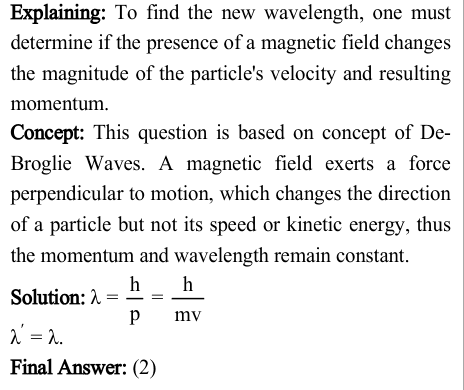 Explaining: To find the new wavelength, one must
determine if the presence of a magnetic field changes
the magnitude of the particle's velocity and resulting
momentum.
Concept: This question is based on concept of De-
Broglie Waves. A magnetic field exerts a force
perpendicular to motion, which changes the direction
of a particle but not its speed or kinetic energy, thus
the momentum and wavelength remain constant.
Solution: λ = h/p = h/mv
λ′ = λ.
Final Answer: (2)